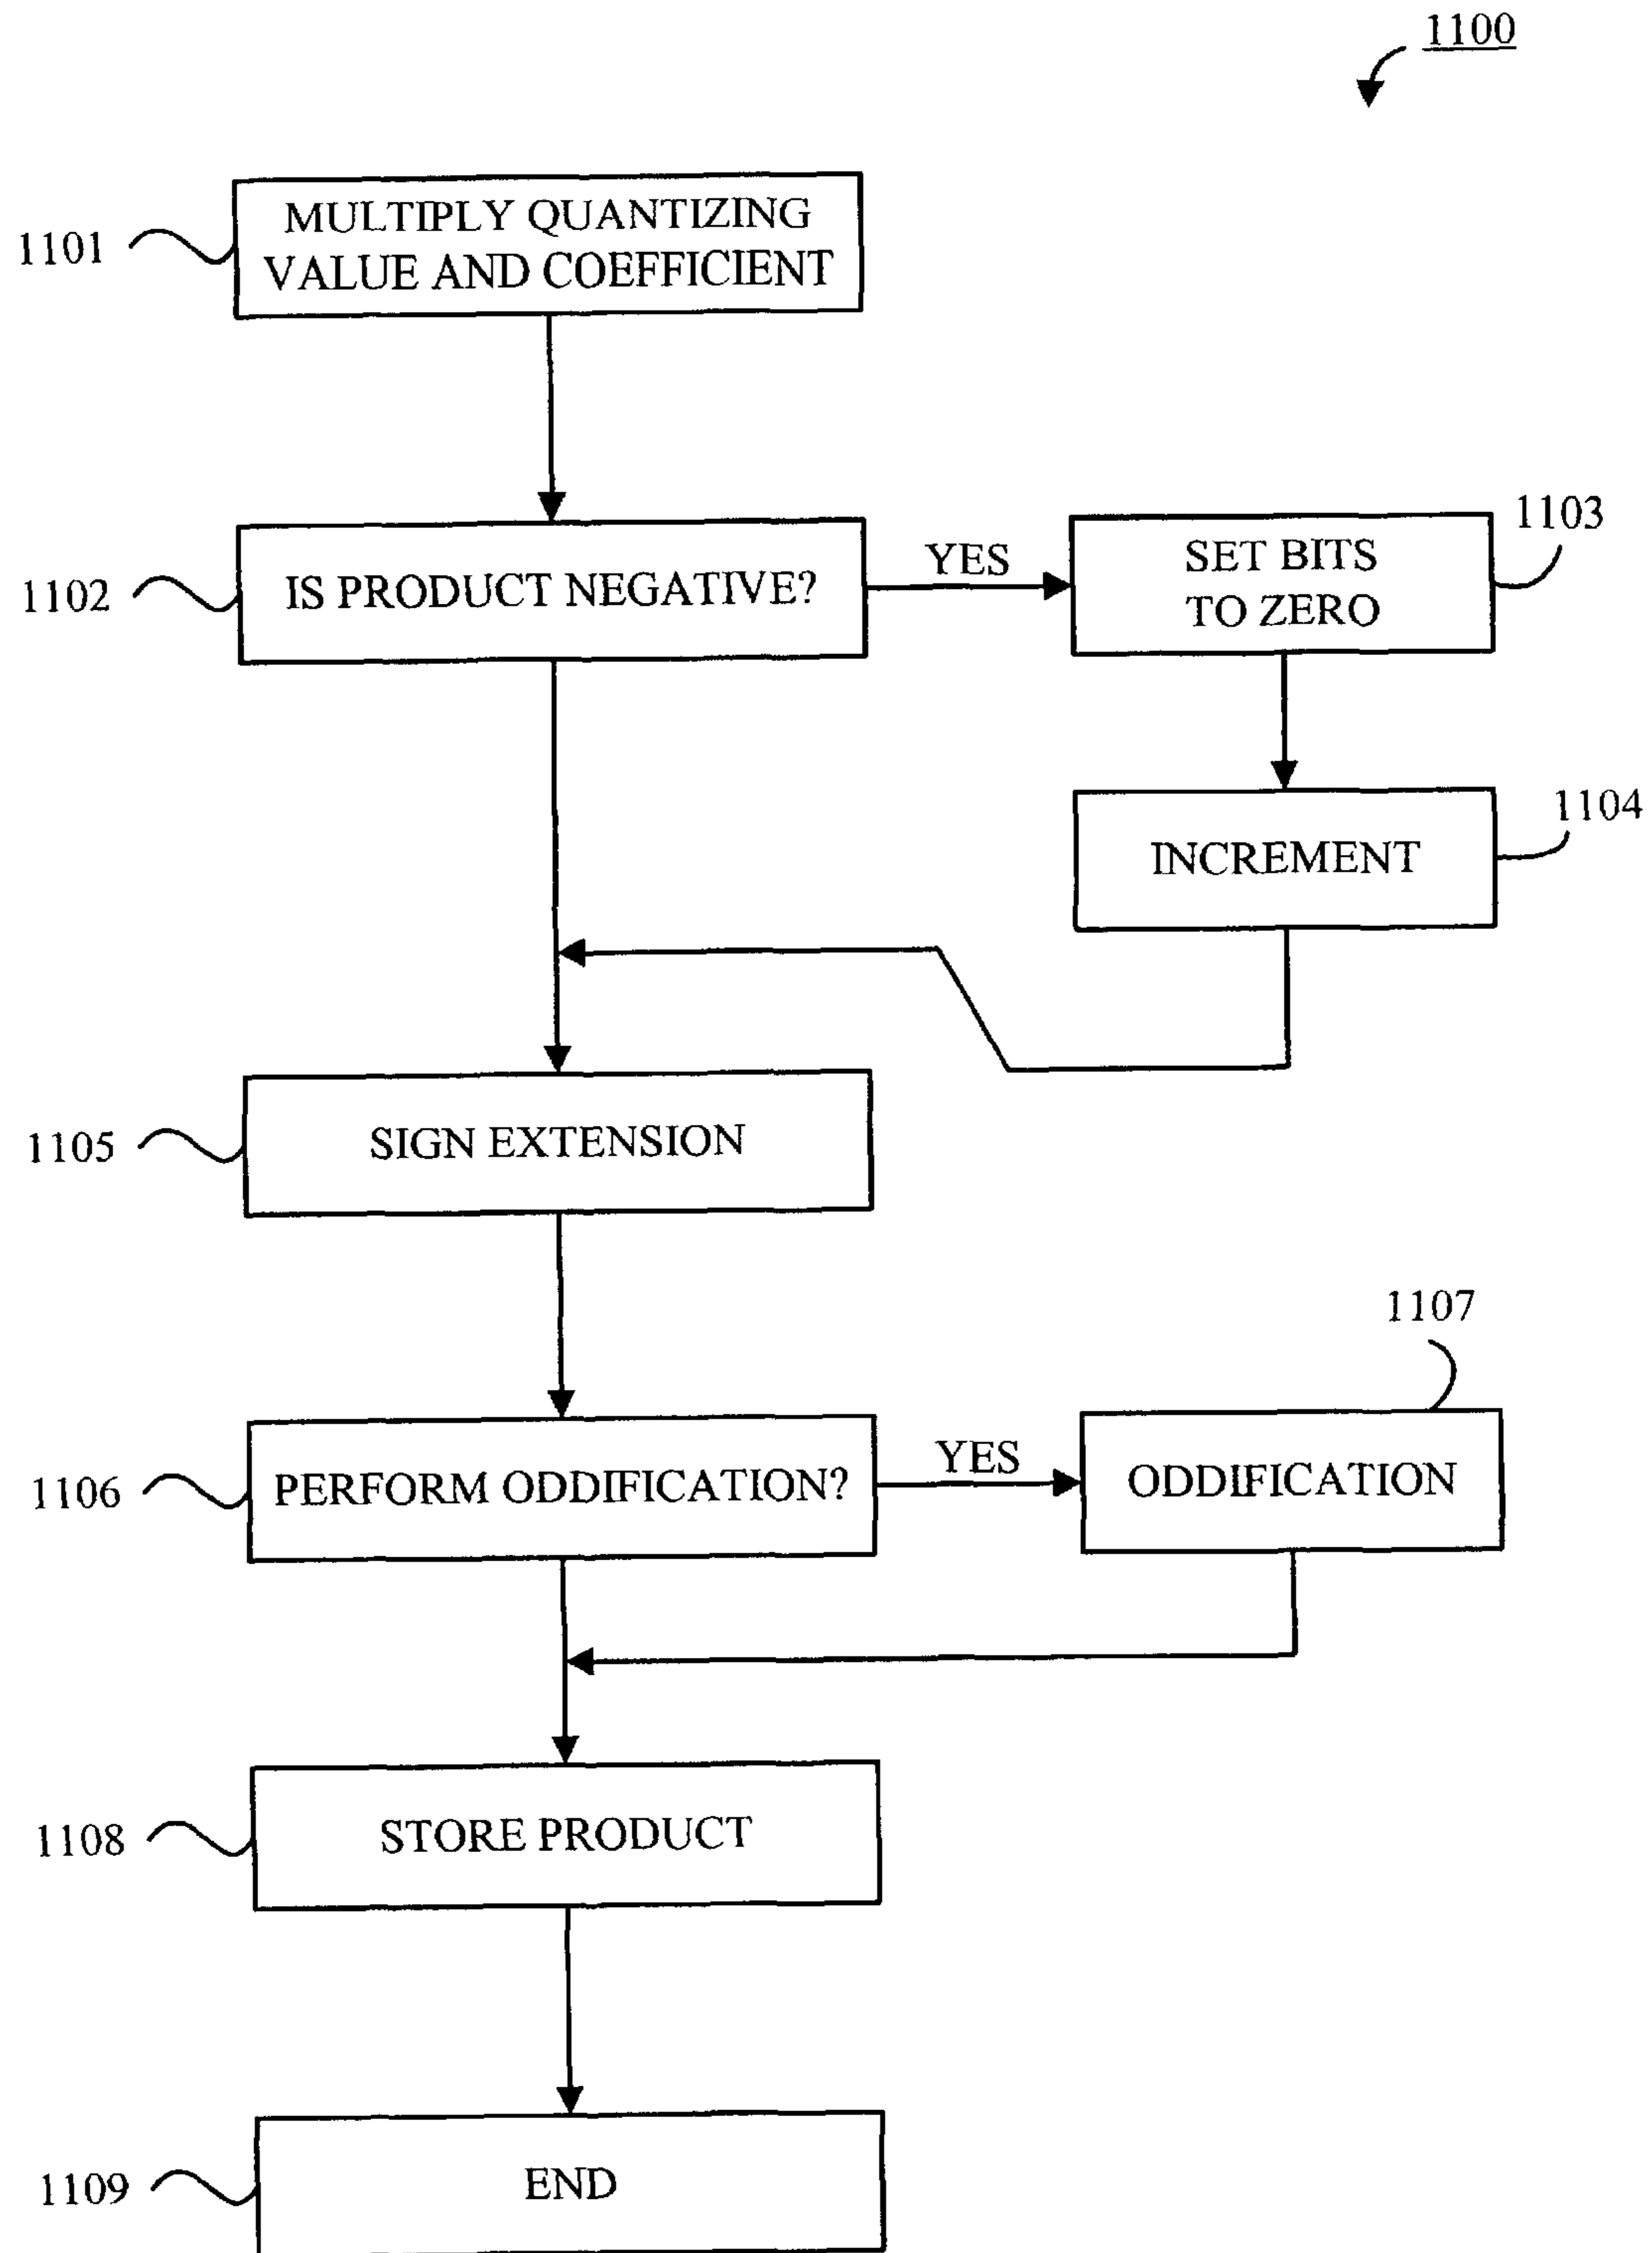 1100
1101
MULTIPLY QUANTIZING
VALUE AND COEFFICIENT
1102
IS PRODUCT NEGATIVE?
YES
SET BITS
TO ZERO
1103
INCREMENT
1104
1105
SIGN EXTENSION
1106
PERFORM ODDIFICATION?
YES
ODDIFICATION
1107
1108
STORE PRODUCT
1109
END